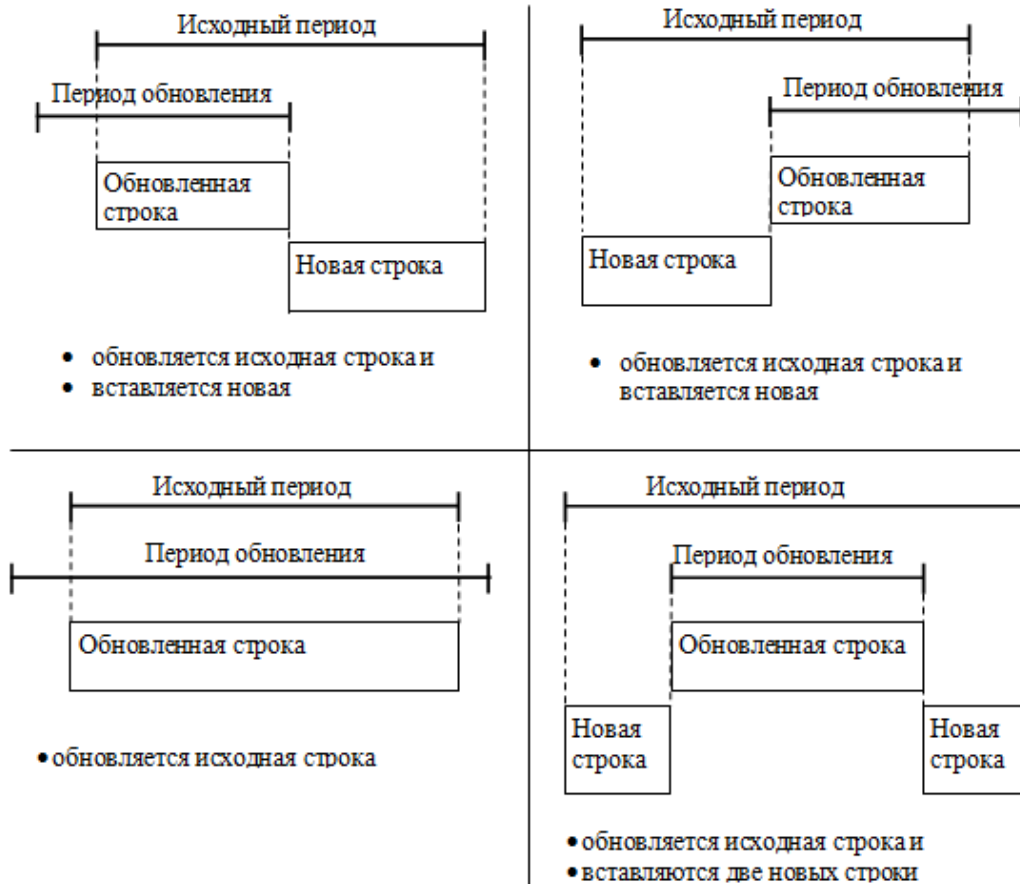 Исходный период
Период обновления
Обновленная
строка
Новая строка
• обновляется исходная строка и
• вставляется новая
Исходный период
Период обновления
Обновленная
строка
Новая строка
• обновляется исходная строка и
вставляется новая
Исходный период
Период обновления
Обновленная строка
• обновляется исходная строка
Исходный период
Период обновления
Обновленная строка
Новая
строка
Новая
строка
• обновляется исходная строка и
• вставляются две новых строки